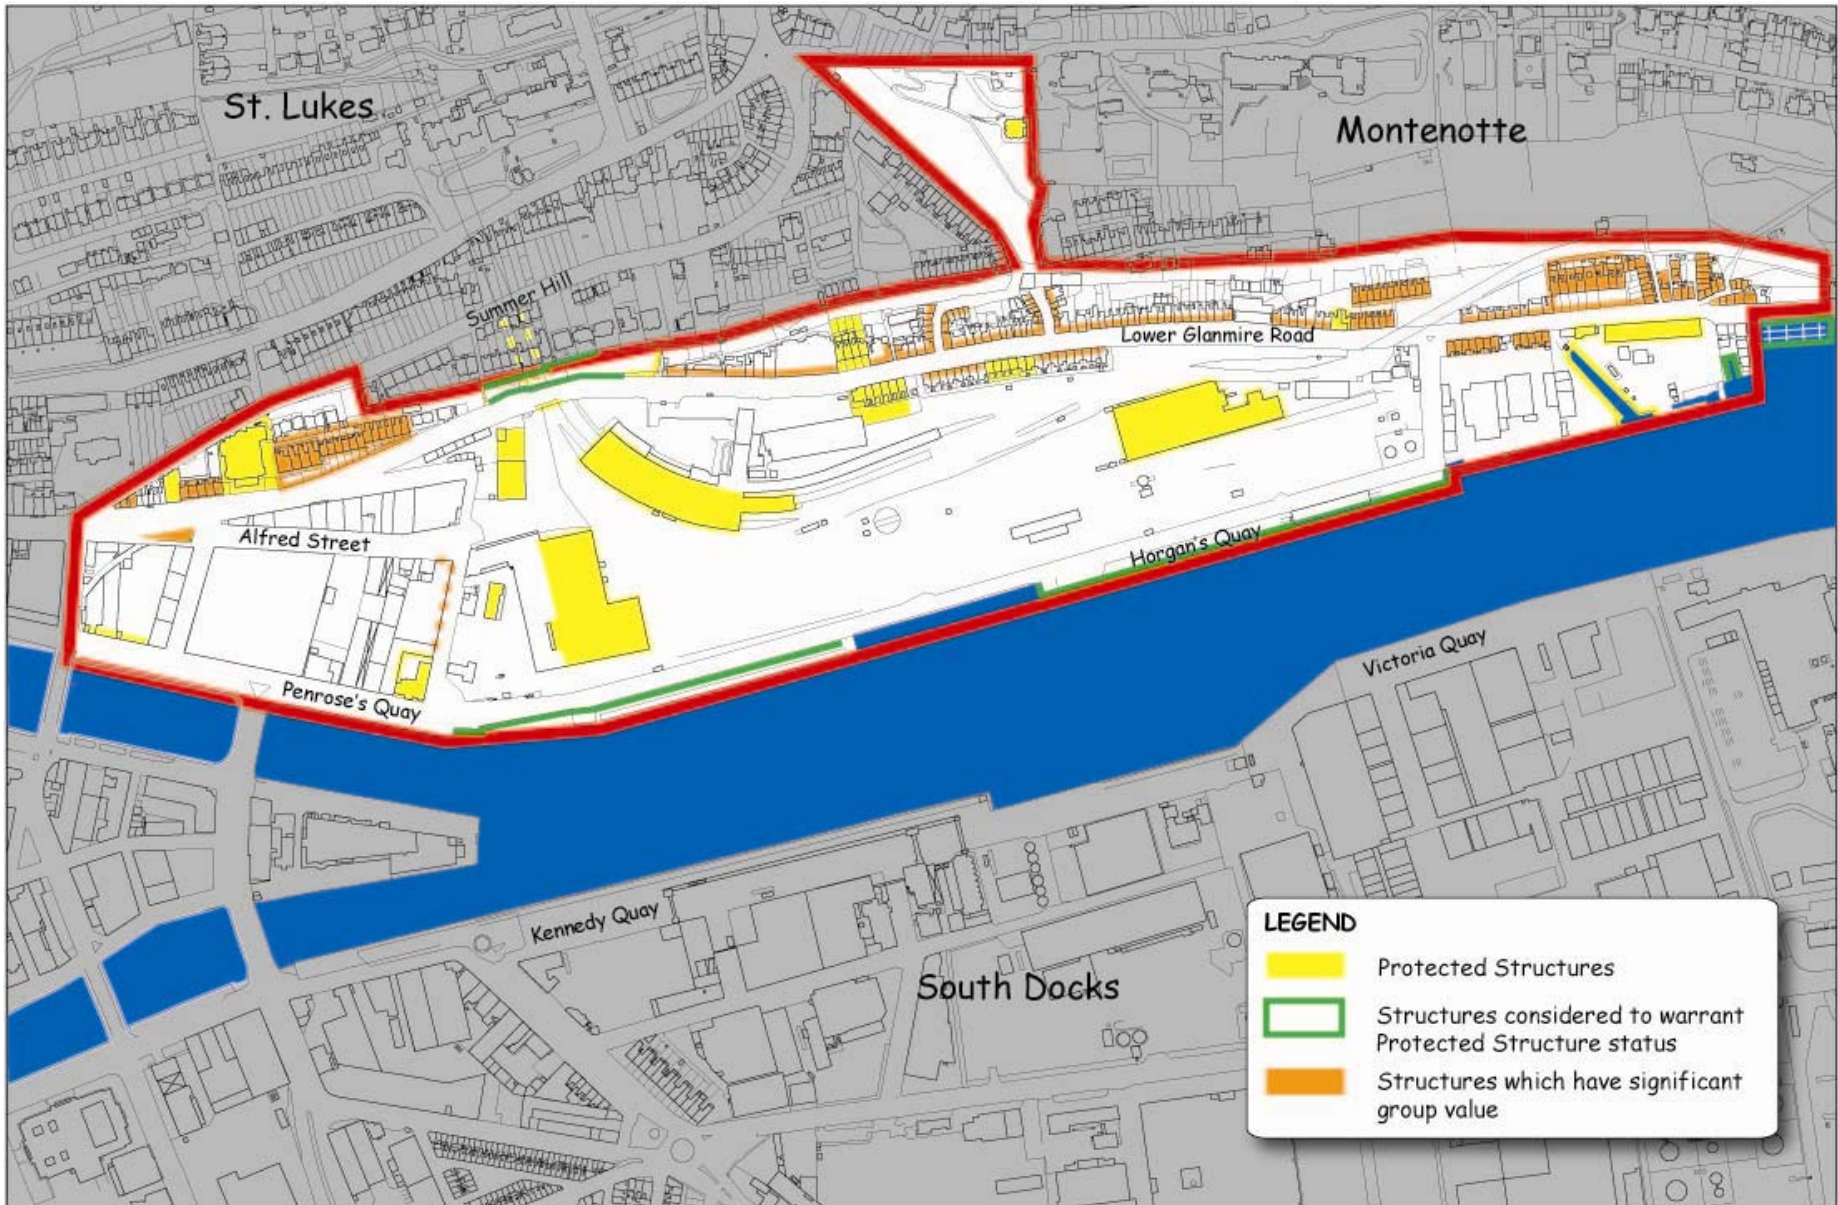 St. Lukes
Montenotte
Summer Hill
Lower Glanmire Road
Alfred Street
Horgan's Quay
Penrose's Quay
Victoria Quay
Kennedy Quay
South Docks
LEGEND
Protected Structures
Structures considered to warrant
Protected Structure status
Structures which have significant
group value